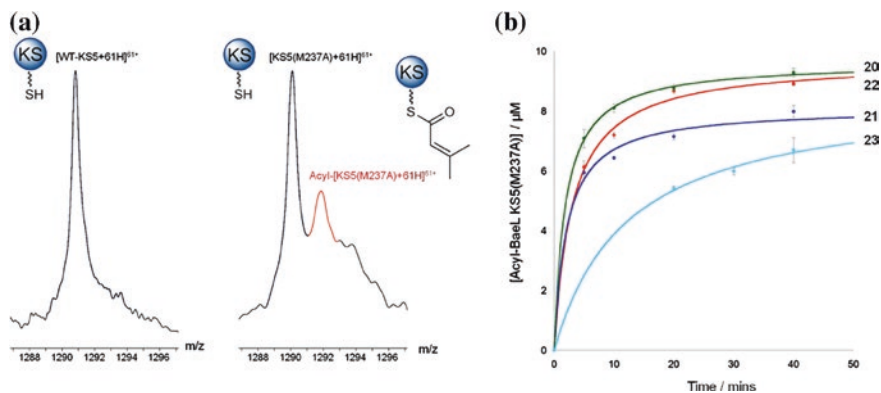 (a)
KS
SH
[WT-KS5+61H]⁶¹⁺
1288 1290 1292 1294 1296
m/z
KS
SH
[KS5(M237A)+61H]⁶¹⁺
KS
S
O
Acyl-[KS5(M237A)+61H]⁶¹⁺
1288 1290 1292 1294 1296
m/z
(b)
[Acyl-BaeL KS5(M237A)] / µM
10
8
6
4
2
0
0 10 20 30 40 50
Time / mins
20
22
21
23